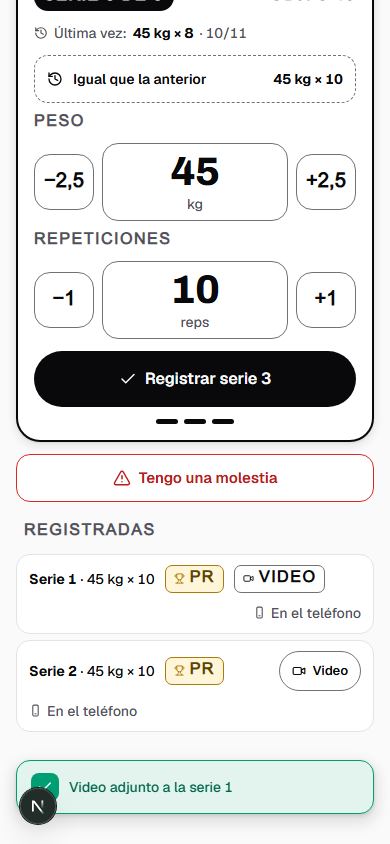 Última vez: 45 kg × 8 · 10/11
Igual que la anterior 45 kg × 10
PESO
−2,5 45 kg +2,5
REPETICIONES
−1 10 reps +1
Registrar serie 3
Tengo una molestia
REGISTRADAS
Serie 1 · 45 kg × 10 PR VIDEO
En el teléfono
Serie 2 · 45 kg × 10 PR Video
En el teléfono
Video adjunto a la serie 1
N